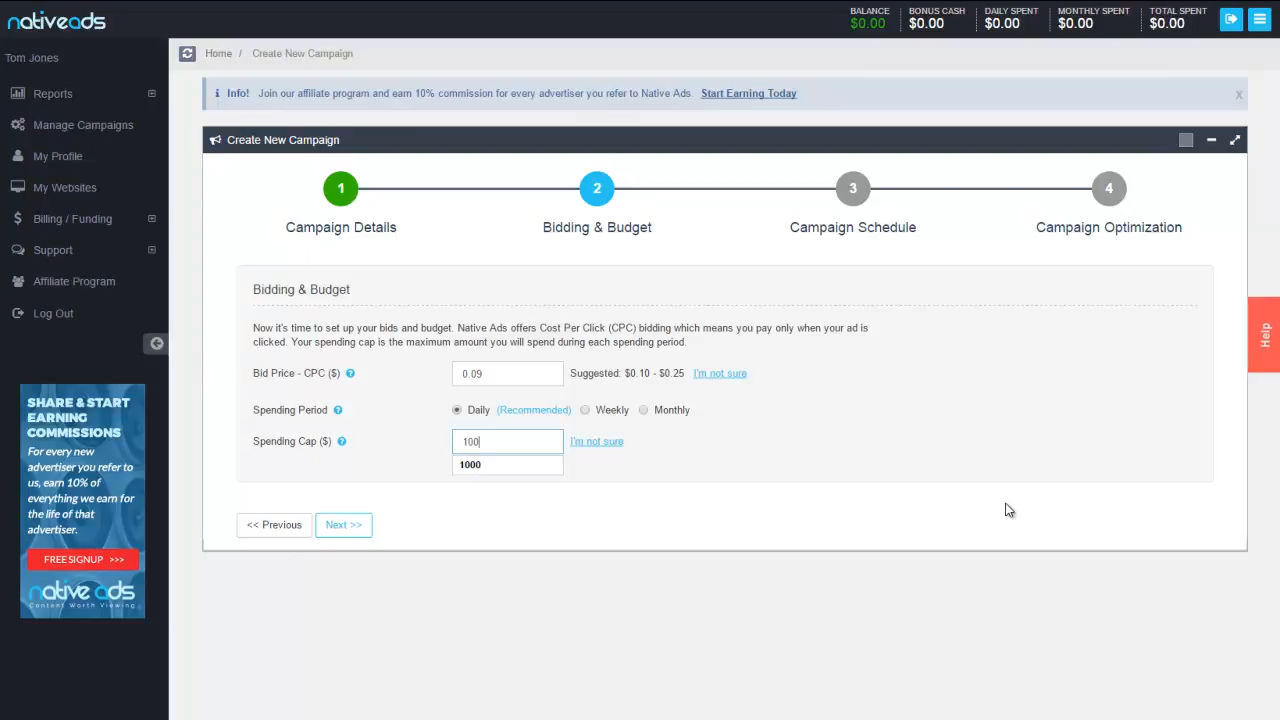 nativeads
BALANCE
$0.00
BONUS CASH
$0.00
DAILY SPENT
$0.00
MONTHLY SPENT
$0.00
TOTAL SPENT
$0.00
Tom Jones
Reports
Manage Campaigns
My Profile
My Websites
Billing / Funding
Support
Affiliate Program
Log Out
SHARE & START
EARNING
COMMISSIONS
For every new
advertiser you refer to
us, earn 10% of
everything we earn for
the life of that
advertiser.
FREE SIGNUP >>>
native ads
Content Worth Viewing
Home / Create New Campaign
Info! Join our affiliate program and earn 10% commission for every advertiser you refer to Native Ads. Start Earning Today
X
Create New Campaign
1
2
3
4
Campaign Details
Bidding & Budget
Campaign Schedule
Campaign Optimization
Bidding & Budget
Now it's time to set up your bids and budget. Native Ads offers Cost Per Click (CPC) bidding which means you pay only when your ad is
clicked. Your spending cap is the maximum amount you will spend during each spending period.
Bid Price - CPC ($) ? 0.09 Suggested: $0.10 - $0.25 I'm not sure
Spending Period ? Daily (Recommended) Weekly Monthly
Spending Cap ($) ? 100 I'm not sure
1000
<< Previous Next >>
Help